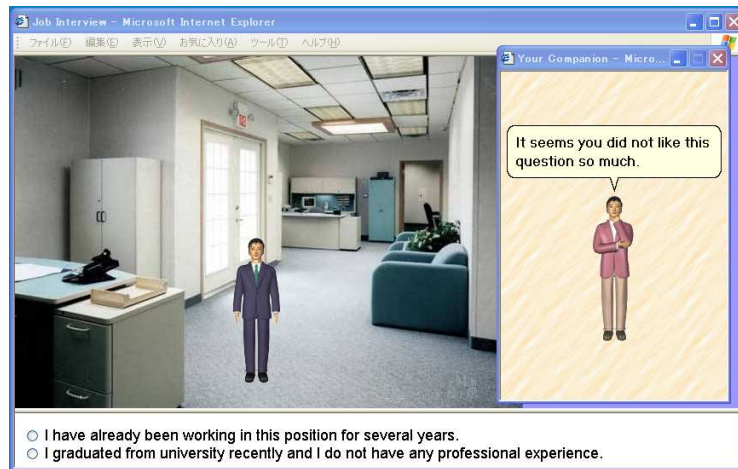 Job Interview - Microsoft Internet Explorer
ファイル(F) 編集(E) 表示(V) お気に入り(A) ツール(T) ヘルプ(H)
Your Companion - Micro...
It seems you did not like this
question so much.
I have already been working in this position for several years.
I graduated from university recently and I do not have any professional experience.